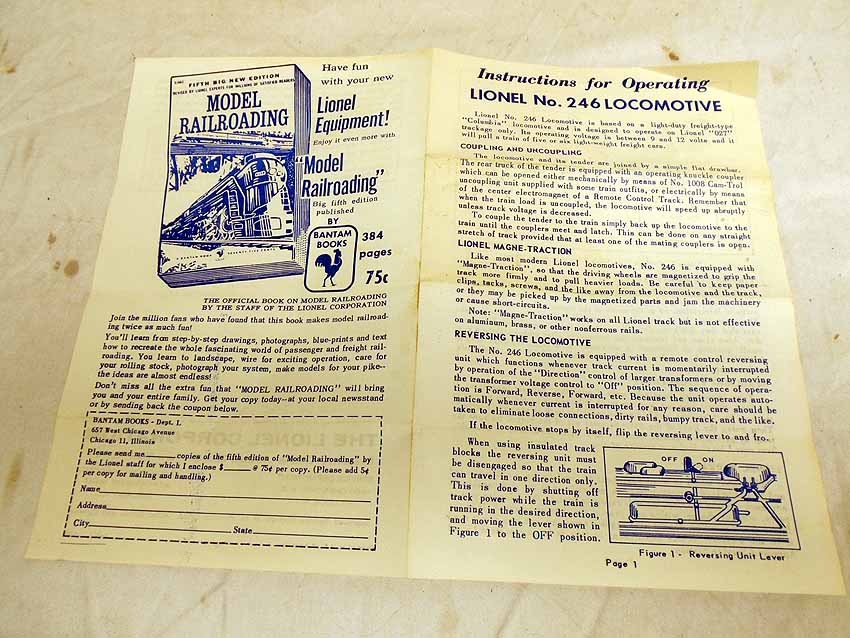 FIFTH BIG NEW EDITION
REVISED BY LIONEL EXPERTS FOR MILLIONS OF SATISFIED READERS
MODEL
RAILROADING
A BANTAM BOOK SEVENTY-FIVE CENTS
Have fun
with your new
Lionel
Equipment!
Enjoy it even more with
"Model
Railroading"
Big fifth edition
published
BY
BANTAM
BOOKS
384
pages
75¢
THE OFFICIAL BOOK ON MODEL RAILROADING
BY THE STAFF OF THE LIONEL CORPORATION
Join the million fans who have found that this book makes model railroad-
ing twice as much fun!
You'll learn from step-by-step drawings, photographs, blue-prints and text
how to recreate the whole fascinating world of passenger and freight rail-
roading. You learn to landscape, wire for exciting operation, care for
your rolling stock, photograph your system, make models for your pike--
the ideas are almost endless!
Don't miss all the extra fun that "MODEL RAILROADING" will bring
you and your entire family. Get your copy today--at your local newsstand
or by sending back the coupon below.
BANTAM BOOKS - Dept. L
657 West Chicago Avenue
Chicago 11, Illinois
Please send me____copies of the fifth edition of "Model Railroading" by
the Lionel staff for which I enclose $____@ 75¢ per copy. (Please add 5¢
per copy for mailing and handling.)
Name
Address
City State
Instructions for Operating
LIONEL No. 246 LOCOMOTIVE
Lionel No. 246 Locomotive is based on a light-duty freight-type
"Columbia" locomotive and is designed to operate on Lionel "027"
trackage only. Its operating voltage is between 9 and 12 volts and it
will pull a train of five or six light-weight freight cars.
COUPLING AND UNCOUPLING
The locomotive and its tender are joined by a simple flat drawbar.
The rear truck of the tender is equipped with an operating knuckle coupler
which can be opened either mechanically by means of No. 1008 Cam-Trol
uncoupling unit supplied with some train outfits, or electrically by means
of the center electromagnet of a Remote Control Track. Remember that
when the train load is uncoupled, the locomotive will speed up abruptly
unless track voltage is decreased.
To couple the tender to the train simply back up the locomotive to the
train until the couplers meet and latch. This can be done on any straight
stretch of track provided that at least one of the mating couplers is open.
LIONEL MAGNE-TRACTION
Like most modern Lionel locomotives, No. 246 is equipped with
"Magne-Traction", so that the driving wheels are magnetized to grip the
track more firmly and to pull heavier loads. Be careful to keep paper
clips, tacks, screws, and the like away from the locomotive and the track,
or they may be picked up by the magnetized parts and jam the machinery
or cause short-circuits.
Note: "Magne-Traction" works on all Lionel track but is not effective
on aluminum, brass, or other nonferrous rails.
REVERSING THE LOCOMOTIVE
The No. 246 Locomotive is equipped with a remote control reversing
unit which functions whenever track current is momentarily interrupted
by operation of the "Direction" control of larger transformers or by moving
the transformer voltage control to "Off" position. The sequence of opera-
tion is Forward, Reverse, Forward, etc. Because the unit operates auto-
matically whenever current is interrupted for any reason, care should be
taken to eliminate loose connections, dirty rails, bumpy track, and the like.
If the locomotive stops by itself, flip the reversing lever to and fro.
When using insulated track
blocks the reversing unit must
be disengaged so that the train
can travel in one direction only.
This is done by shutting off
track power while the train is
running in the desired direction,
and moving the lever shown in
Figure 1 to the OFF position.
OFF ON
Figure 1 - Reversing Unit Lever
Page 1